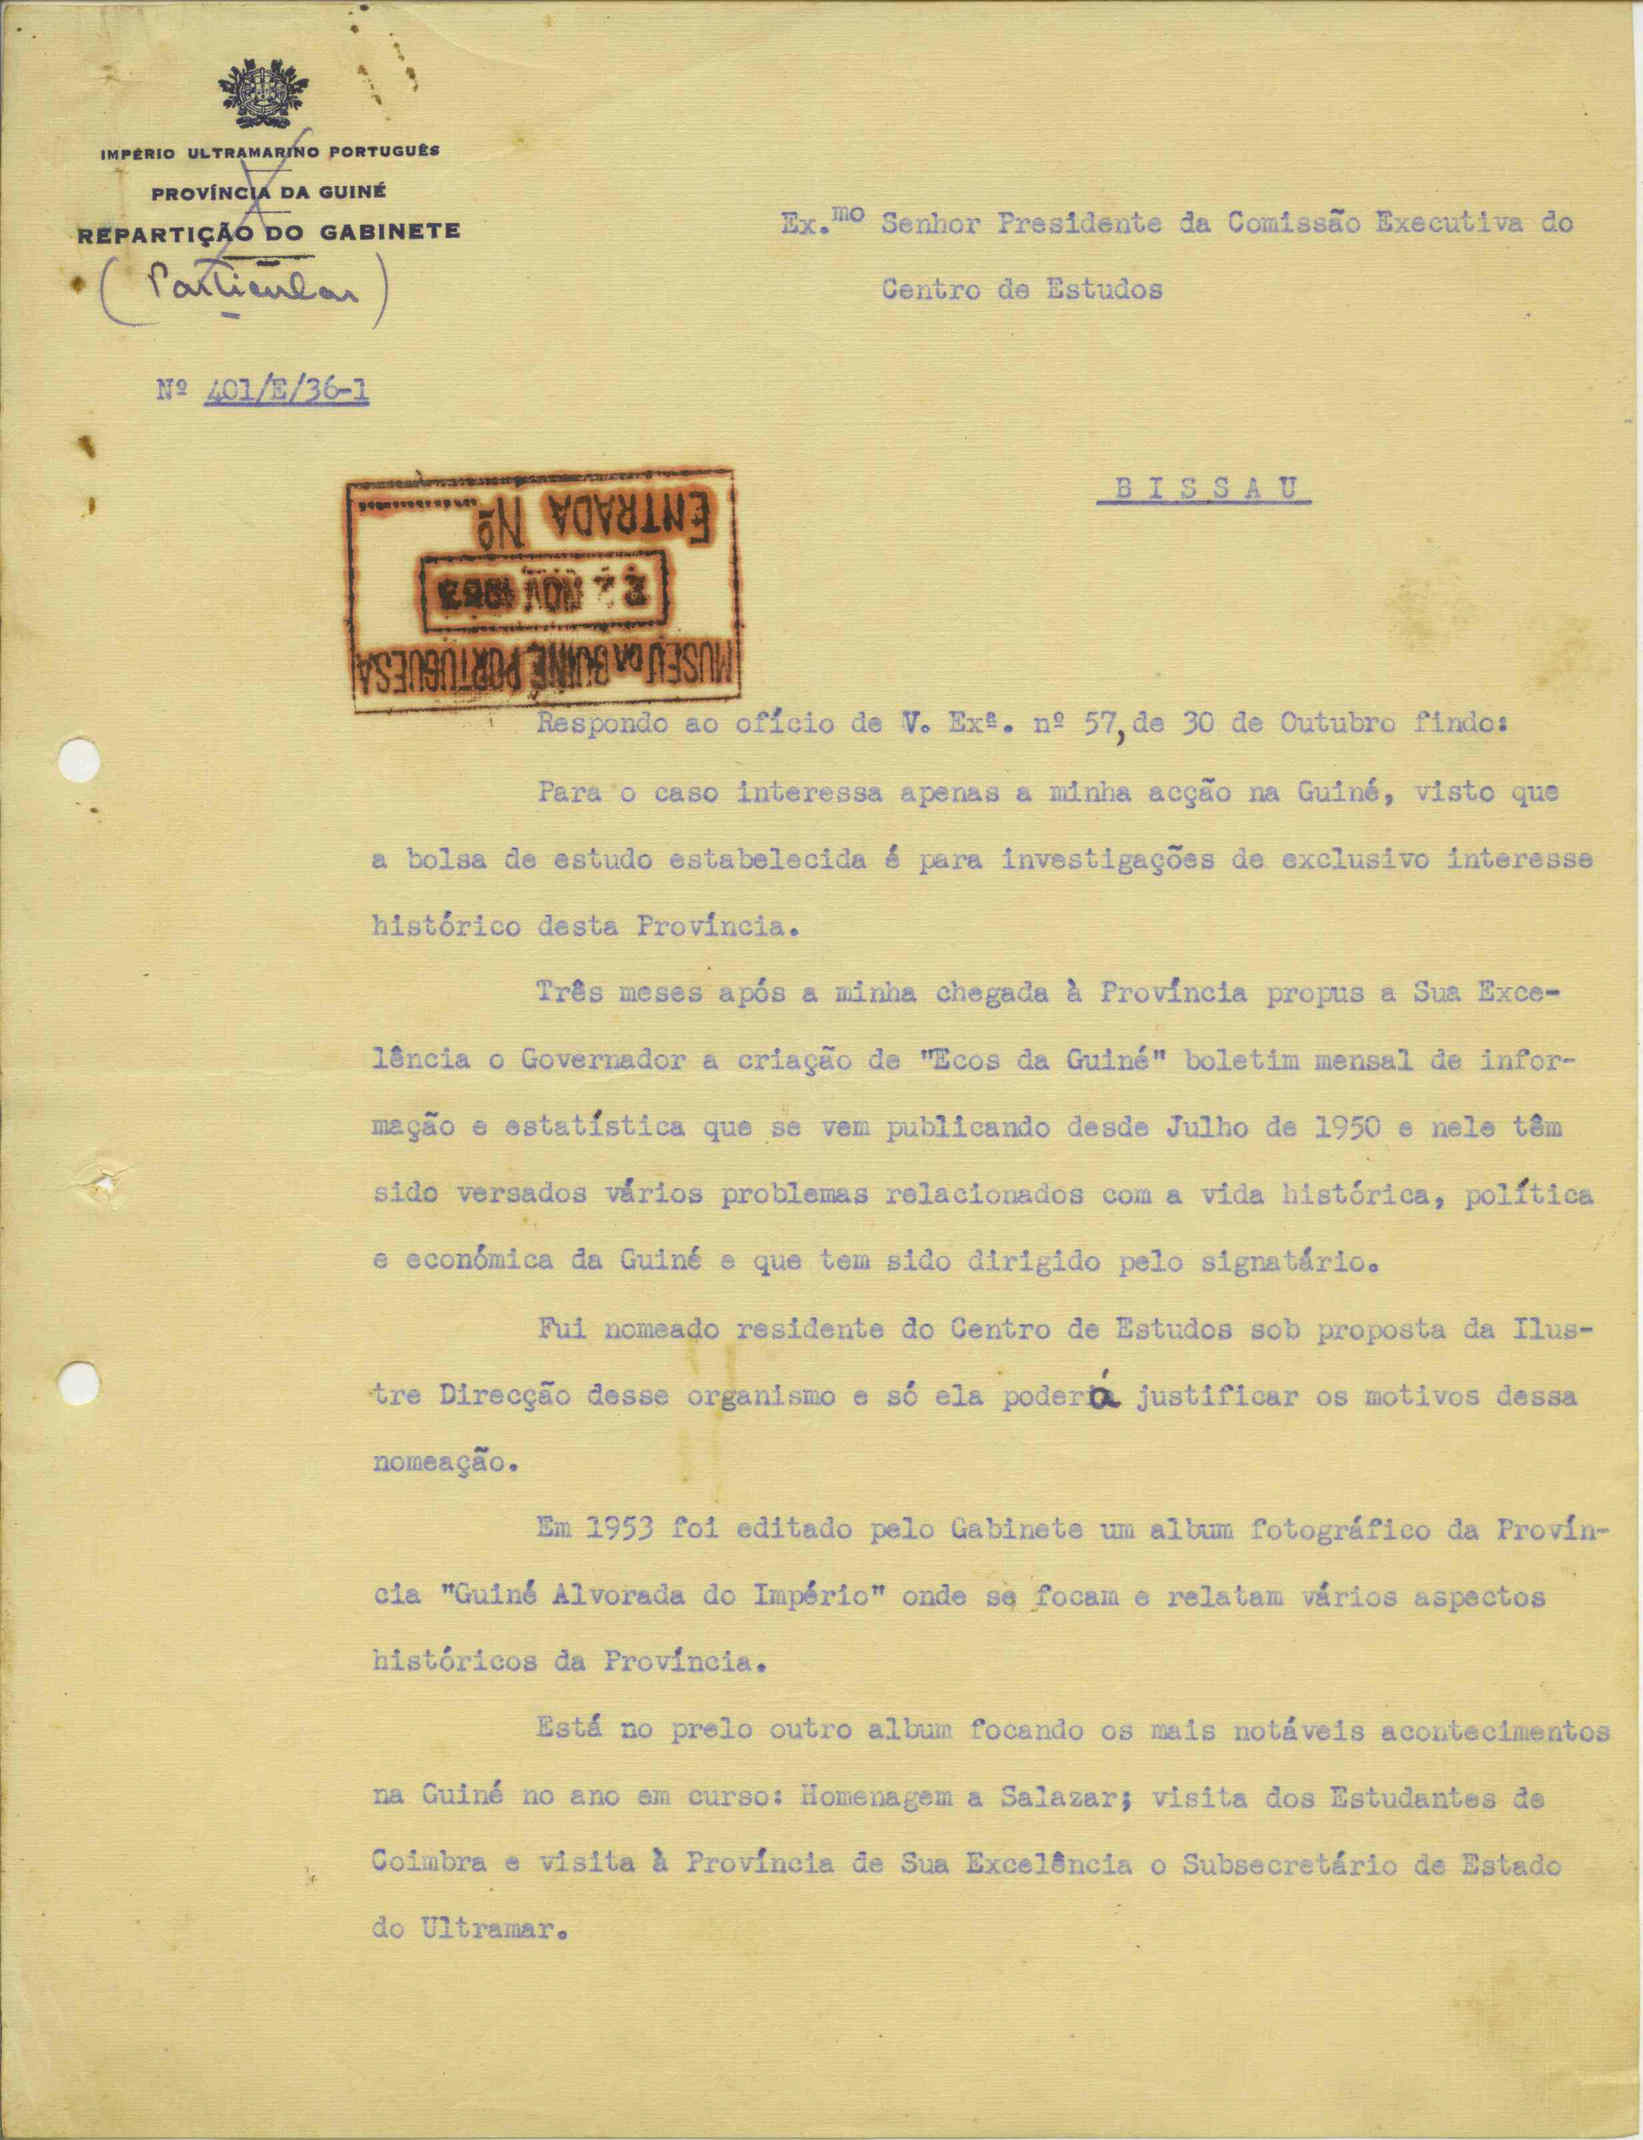 IMPÉRIO ULTRAMARINO PORTUGUÊS
PROVÍNCIA DA GUINÉ
REPARTIÇÃO DO GABINETE
(Particular)
Nº 401/E/36-1
Ex.mo Senhor Presidente da Comissão Executiva do
Centro de Estudos
BISSAU
ENTRADA Nº
NOV 1953
MUSEU DA GUINÉ PORTUGUESA
Respondo ao ofício de V. Exª. nº 57, de 30 de Outubro findo:
Para o caso interessa apenas a minha acção na Guiné, visto que
a bolsa de estudo estabelecida é para investigações de exclusivo interesse
histórico desta Província.
Três meses após a minha chegada à Província propus a Sua Exce-
lência o Governador a criação de "Ecos da Guiné" boletim mensal de infor-
mação e estatística que se vem publicando desde Julho de 1950 e nele têm
sido versados vários problemas relacionados com a vida histórica, política
e económica da Guiné e que tem sido dirigido pelo signatário.
Fui nomeado residente do Centro de Estudos sob proposta da Ilus-
tre Direcção desse organismo e só ela poderá justificar os motivos dessa
nomeação.
Em 1953 foi editado pelo Gabinete um album fotográfico da Provín-
cia "Guiné Alvorada do Império" onde se focam e relatam vários aspectos
históricos da Província.
Está no prelo outro album focando os mais notáveis acontecimentos
na Guiné no ano em curso: Homenagem a Salazar; visita dos Estudantes de
Coimbra e visita à Província de Sua Excelência o Subsecretário de Estado
do Ultramar.